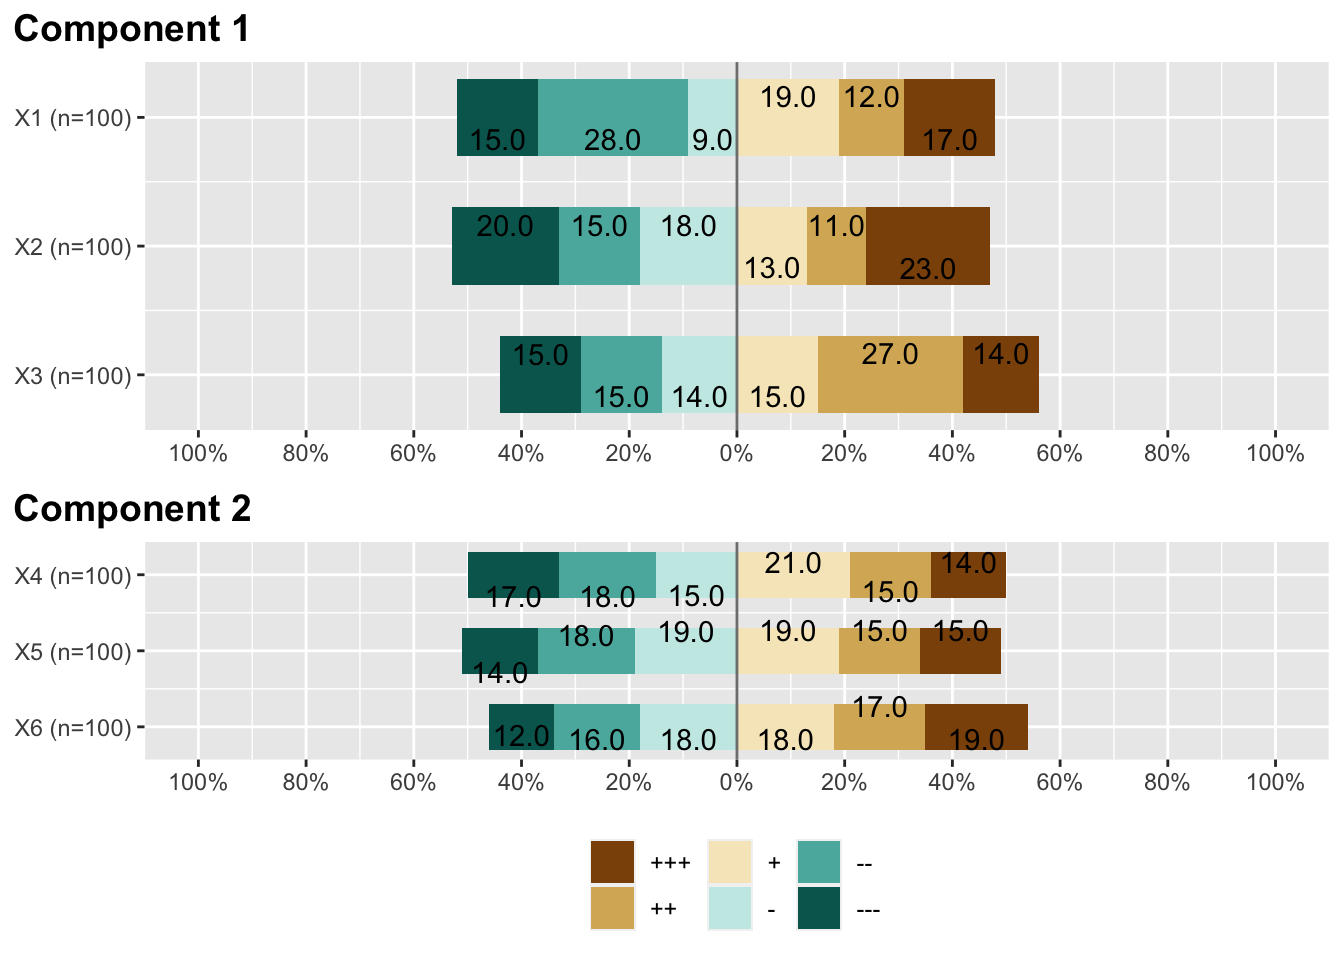 Component 1
X1 (n=100)
15.0 28.0 9.0 19.0 12.0 17.0
X2 (n=100)
20.0 15.0 18.0 13.0 11.0 23.0
X3 (n=100)
15.0 15.0 14.0 15.0 27.0 14.0
100% 80% 60% 40% 20% 0% 20% 40% 60% 80% 100%
Component 2
X4 (n=100)
17.0 18.0 15.0 21.0 15.0 14.0
X5 (n=100)
14.0 18.0 19.0 19.0 15.0 15.0
X6 (n=100)
12.0 16.0 18.0 18.0 17.0 19.0
100% 80% 60% 40% 20% 0% 20% 40% 60% 80% 100%
+++ + --
++ - ---